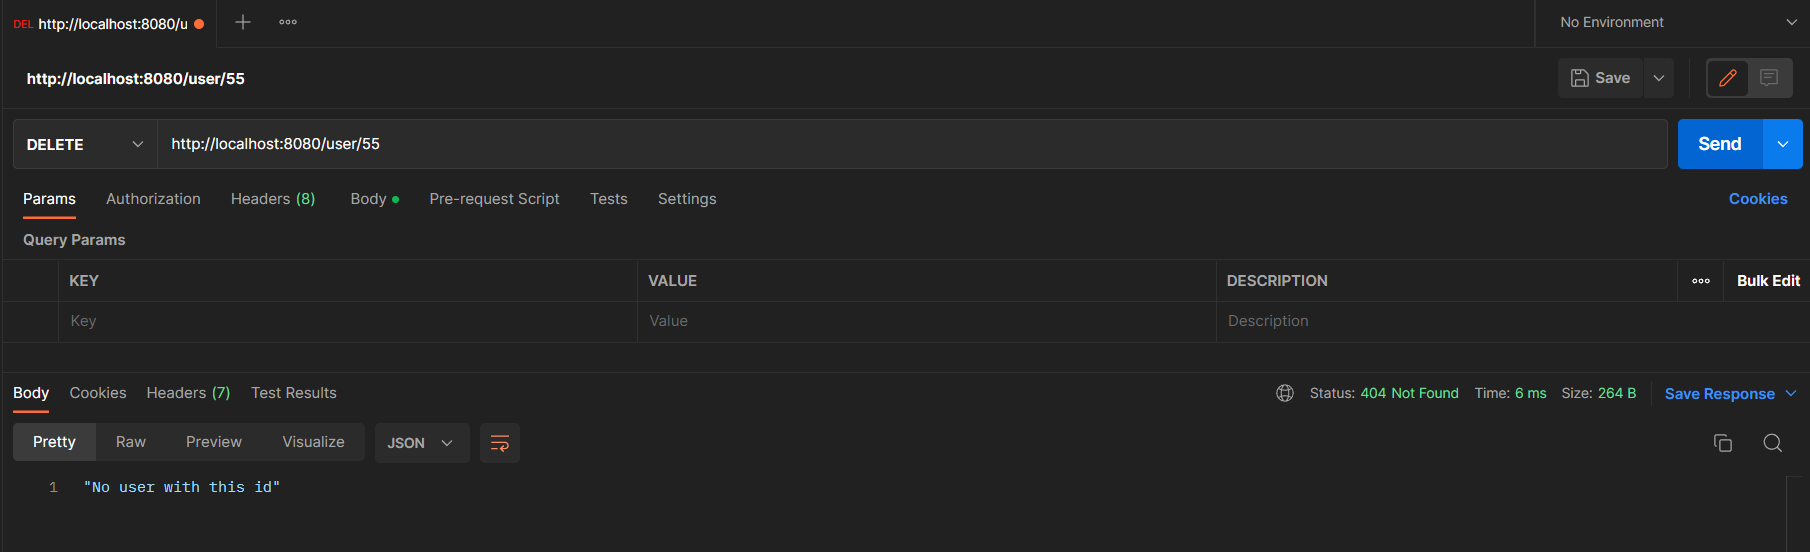 DEL http://localhost:8080/u
No Environment
http://localhost:8080/user/55
Save
DELETE http://localhost:8080/user/55 Send
Params Authorization Headers (8) Body Pre-request Script Tests Settings Cookies
Query Params
KEY VALUE DESCRIPTION Bulk Edit
Key Value Description
Body Cookies Headers (7) Test Results Status: 404 Not Found Time: 6 ms Size: 264 B Save Response
Pretty Raw Preview Visualize JSON
1 "No user with this id"